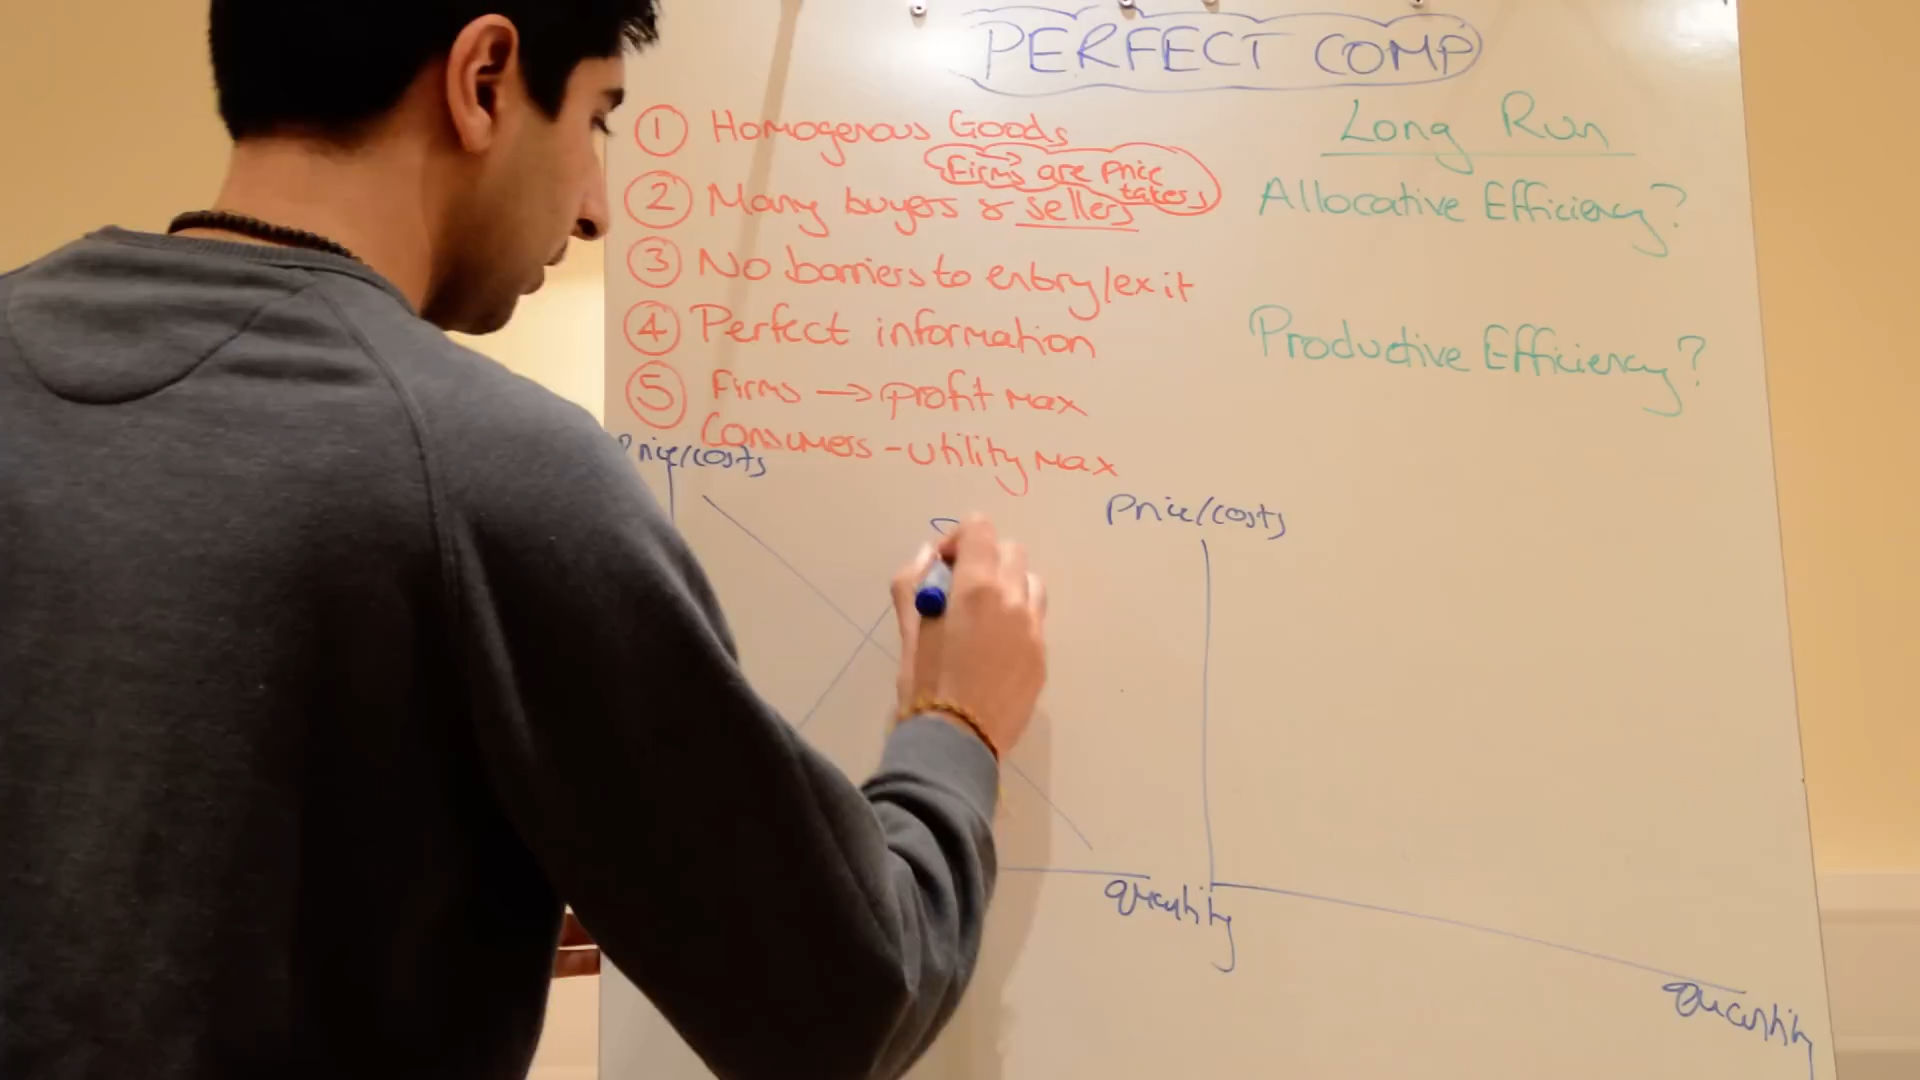 PERFECT COMP
1 Homogenous Goods
Firms are price
takers
2 Many buyers & sellers
3 No barriers to entry/exit
4 Perfect information
5 Firms → profit max
Consumers - utility max
Long Run
Allocative Efficiency?
Productive Efficiency?
Price/costs
Quantity
Price/costs
Quantity